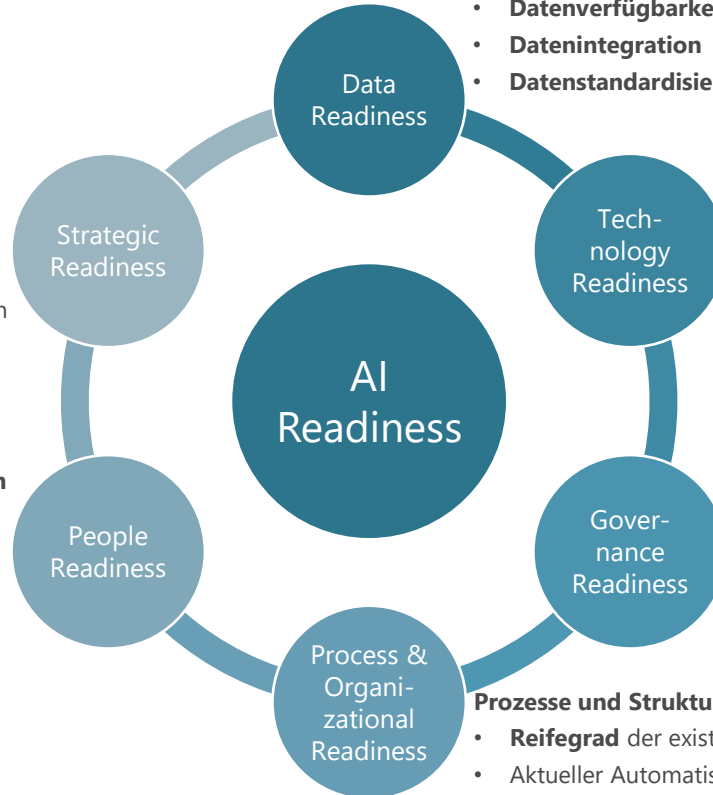 • Datenverfügbarke
• Datenintegration
• Datenstandardisie
Data
Readiness
Tech-
nology
Readiness
Gover-
nance
Readiness
Process &
Organi-
zational
Readiness
Prozesse und Struktu
• Reifegrad der exist
• Aktueller Automatis
People
Readiness
Strategic
Readiness
AI
Readiness